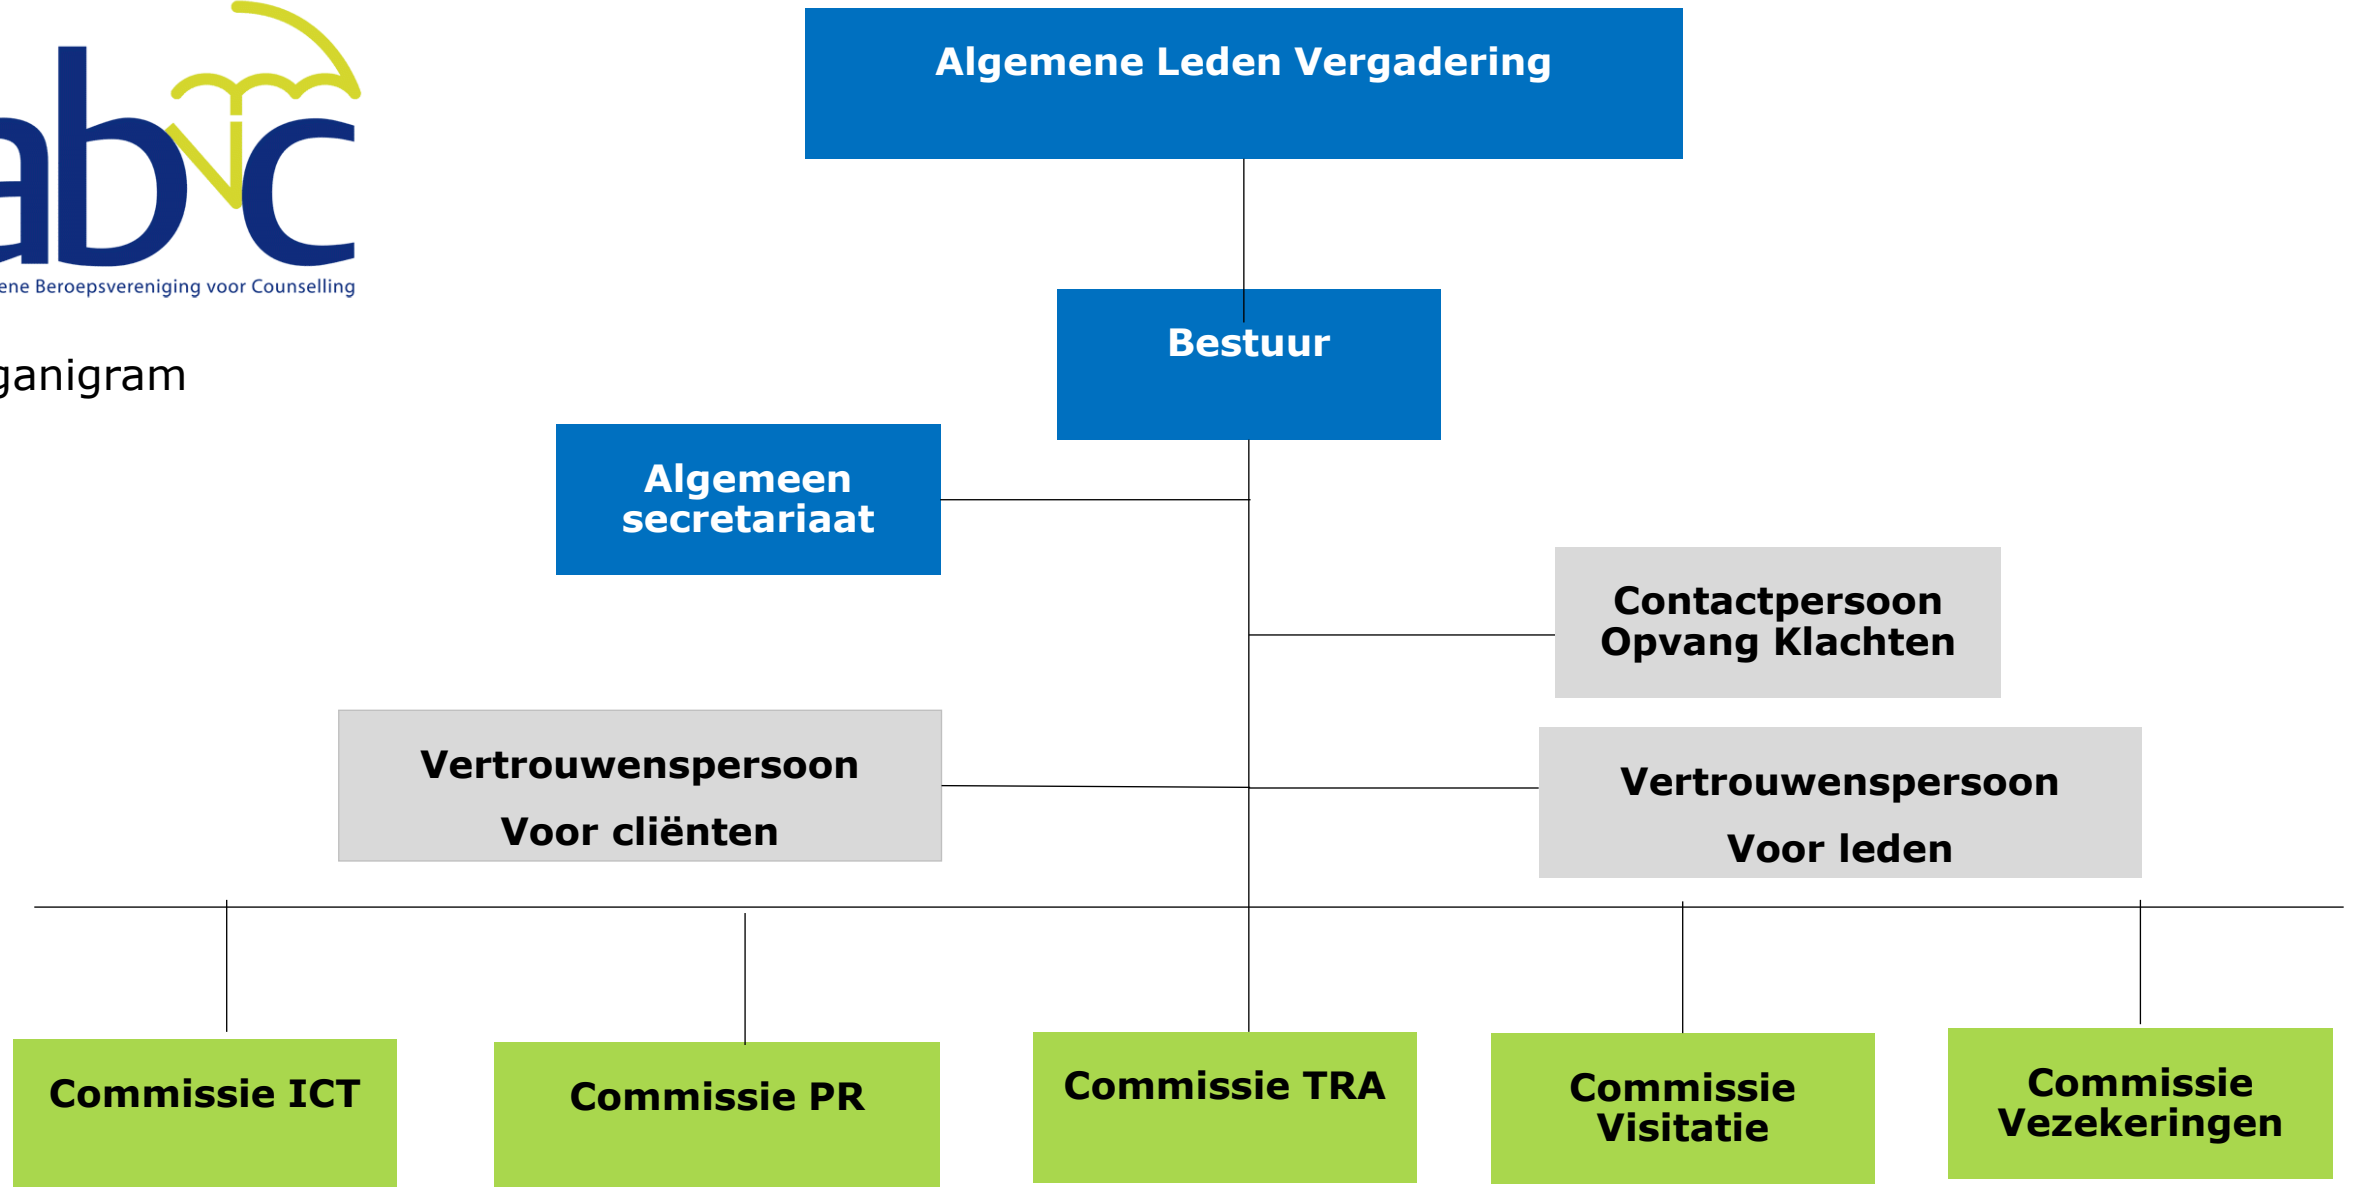 abvc
ene Beroepsvereniging voor Counselling
ganigram
Algemene Leden Vergadering
Bestuur
Algemeen
secretariaat
Contactpersoon
Opvang Klachten
Vertrouwenspersoon
Voor cliënten
Vertrouwenspersoon
Voor leden
Commissie ICT
Commissie PR
Commissie TRA
Commissie
Visitatie
Commissie
Vezekeringen